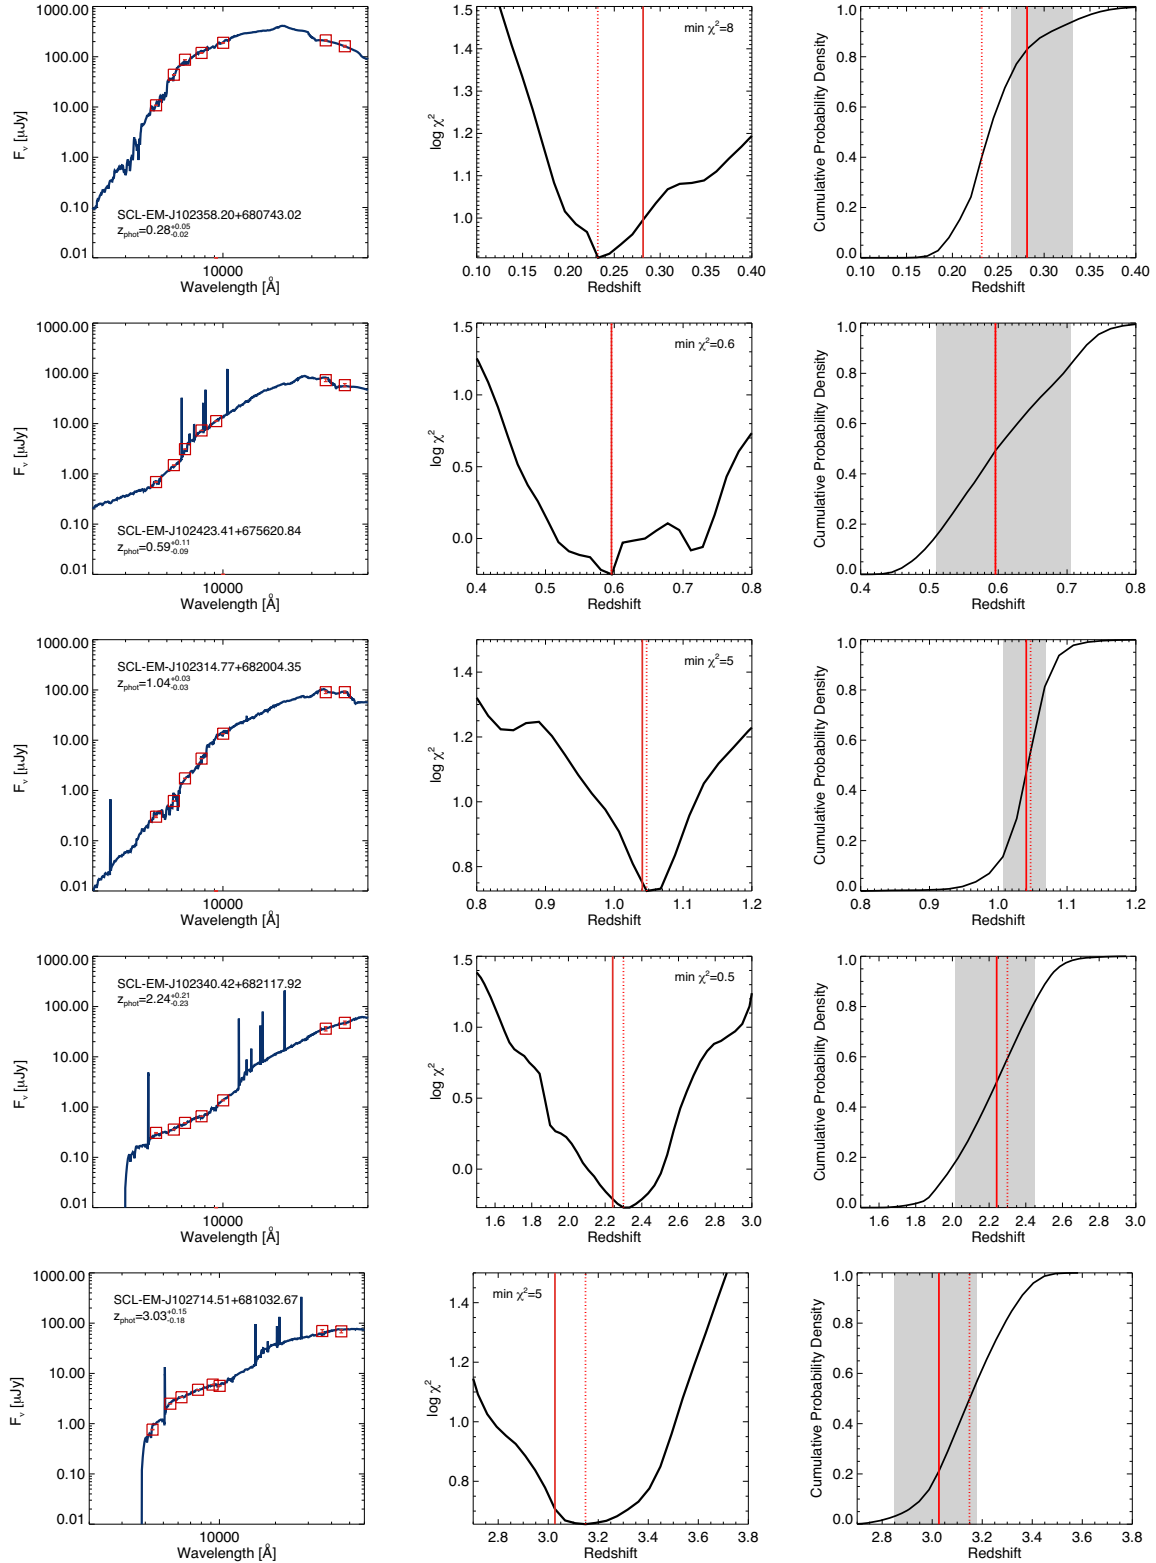 1000.00
100.00
10.00
1.00
0.10
0.01
Fν [μJy]
SCL-EM-J102358.20+680743.02
zphot=0.28+0.05-0.02
10000
Wavelength [Å]
1.5
1.4
1.3
1.2
1.1
1.0
log χ²
min χ²=8
0.10 0.15 0.20 0.25 0.30 0.35 0.40
Redshift
1.0
0.8
0.6
0.4
0.2
0.0
Cumulative Probability Density
0.10 0.15 0.20 0.25 0.30 0.35 0.40
Redshift
1000.00
100.00
10.00
1.00
0.10
0.01
Fν [μJy]
SCL-EM-J102423.41+675620.84
zphot=0.59+0.11-0.09
10000
Wavelength [Å]
1.5
1.0
0.5
0.0
log χ²
min χ²=0.6
0.4 0.5 0.6 0.7 0.8
Redshift
1.0
0.8
0.6
0.4
0.2
0.0
Cumulative Probability Density
0.4 0.5 0.6 0.7 0.8
Redshift
1000.00
100.00
10.00
1.00
0.10
0.01
Fν [μJy]
SCL-EM-J102314.77+682004.35
zphot=1.04+0.03-0.03
10000
Wavelength [Å]
1.4
1.2
1.0
0.8
log χ²
min χ²=5
0.8 0.9 1.0 1.1 1.2
Redshift
1.0
0.8
0.6
0.4
0.2
0.0
Cumulative Probability Density
0.8 0.9 1.0 1.1 1.2
Redshift
1000.00
100.00
10.00
1.00
0.10
0.01
Fν [μJy]
SCL-EM-J102340.42+682117.92
zphot=2.24+0.21-0.23
10000
Wavelength [Å]
1.5
1.0
0.5
0.0
log χ²
min χ²=0.5
1.6 1.8 2.0 2.2 2.4 2.6 2.8 3.0
Redshift
1.0
0.8
0.6
0.4
0.2
0.0
Cumulative Probability Density
1.6 1.8 2.0 2.2 2.4 2.6 2.8 3.0
Redshift
1000.00
100.00
10.00
1.00
0.10
0.01
Fν [μJy]
SCL-EM-J102714.51+681032.67
zphot=3.03+0.15-0.18
10000
Wavelength [Å]
1.4
1.2
1.0
0.8
log χ²
min χ²=5
2.8 3.0 3.2 3.4 3.6 3.8
Redshift
1.0
0.8
0.6
0.4
0.2
0.0
Cumulative Probability Density
2.8 3.0 3.2 3.4 3.6 3.8
Redshift